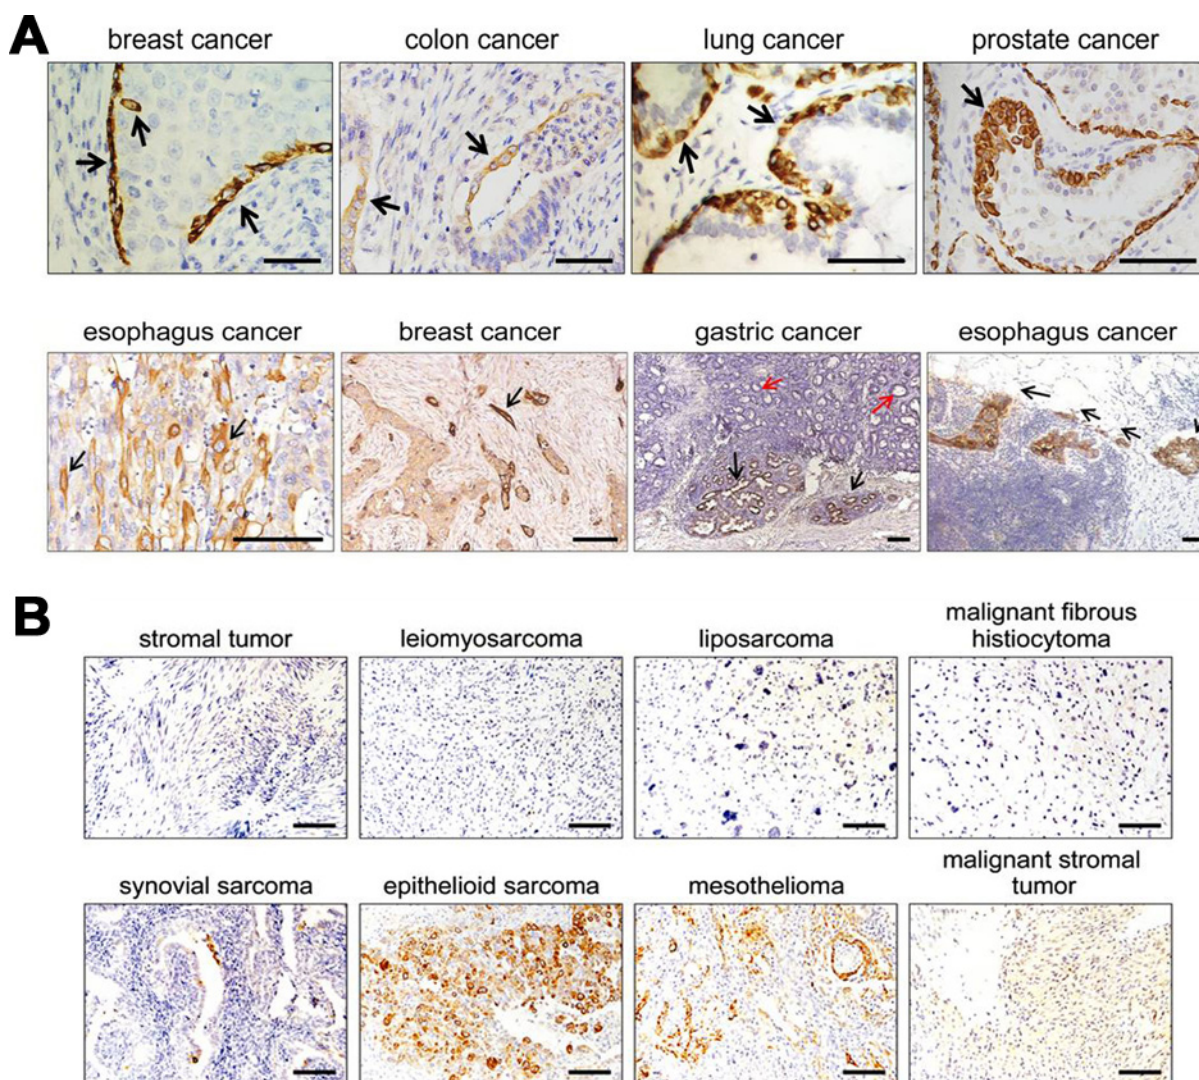 A
breast cancer
colon cancer
lung cancer
prostate cancer
esophagus cancer
breast cancer
gastric cancer
esophagus cancer
B
stromal tumor
leiomyosarcoma
liposarcoma
malignant fibrous
histiocytoma
synovial sarcoma
epithelioid sarcoma
mesothelioma
malignant stromal
tumor